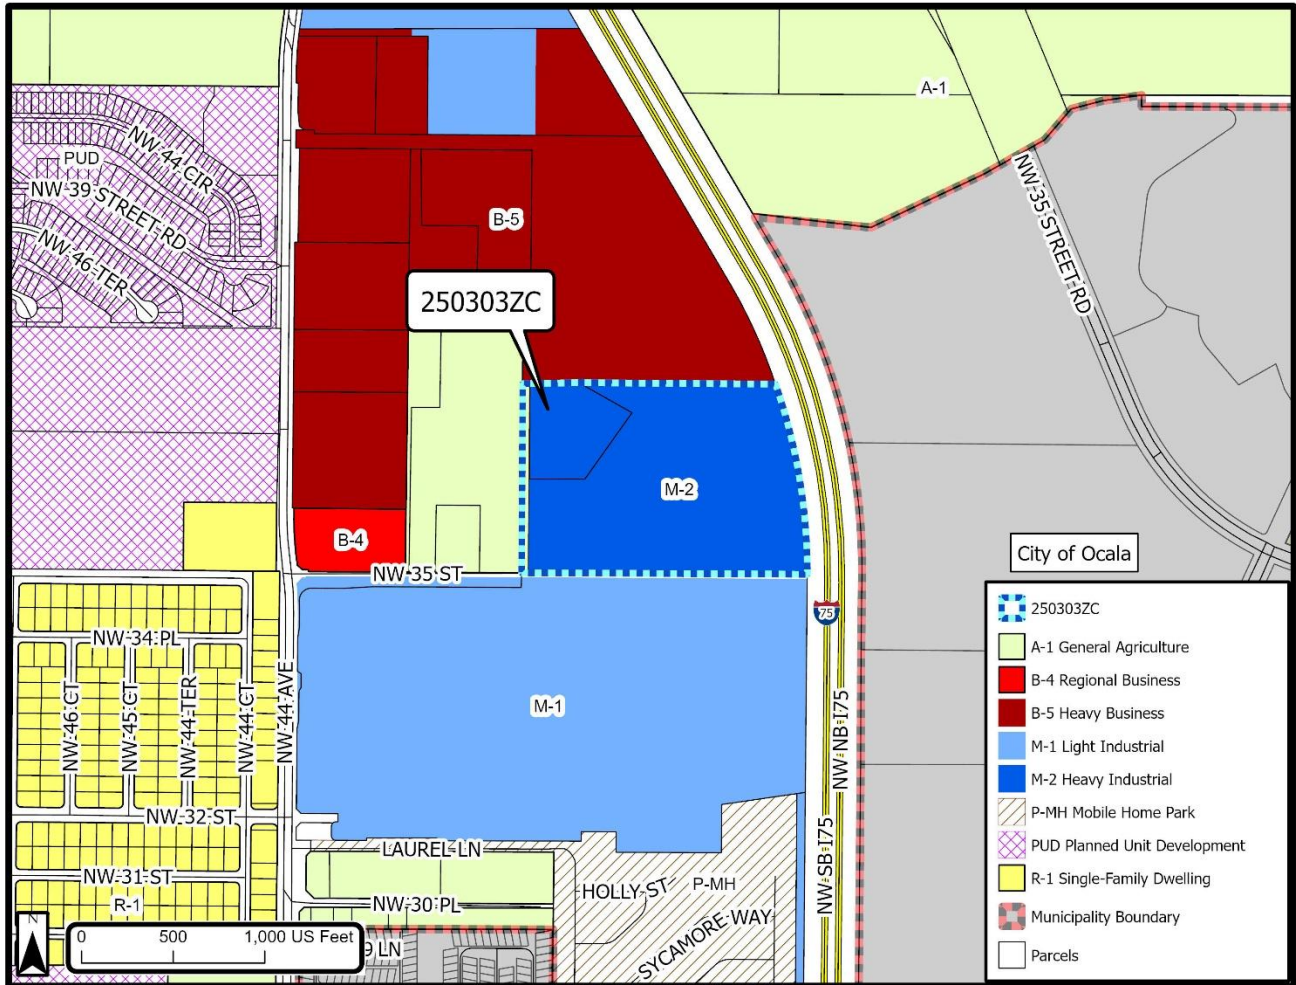 A-1
NW 44 CIR
PUD
NW 39 STREET RD
NW 35 STREET RD
B-5
NW 46 TER
250303ZC
M-2
B-4
City of Ocala
NW 35 ST
75
NW 34 PL
NW 46 CT
NW 45 CT
NW 44 TER
NW 44 CT
NW 44 AVE
M-1
NW NB I75
NW 32 ST
LAUREL LN
NW 31 ST
HOLLY ST
P-MH
NW SB I75
R-1
NW 30 PL
SYCAMORE WAY
N
0 500 1,000 US Feet
9 LN
250303ZC
A-1 General Agriculture
B-4 Regional Business
B-5 Heavy Business
M-1 Light Industrial
M-2 Heavy Industrial
P-MH Mobile Home Park
PUD Planned Unit Development
R-1 Single-Family Dwelling
Municipality Boundary
Parcels